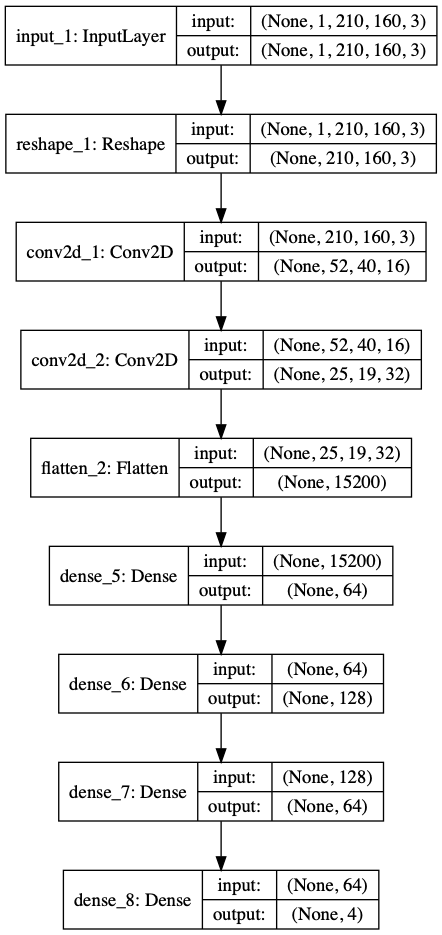 input_1: InputLayer
input: (None, 1, 210, 160, 3)
output: (None, 1, 210, 160, 3)
reshape_1: Reshape
input: (None, 1, 210, 160, 3)
output: (None, 210, 160, 3)
conv2d_1: Conv2D
input: (None, 210, 160, 3)
output: (None, 52, 40, 16)
conv2d_2: Conv2D
input: (None, 52, 40, 16)
output: (None, 25, 19, 32)
flatten_2: Flatten
input: (None, 25, 19, 32)
output: (None, 15200)
dense_5: Dense
input: (None, 15200)
output: (None, 64)
dense_6: Dense
input: (None, 64)
output: (None, 128)
dense_7: Dense
input: (None, 128)
output: (None, 64)
dense_8: Dense
input: (None, 64)
output: (None, 4)